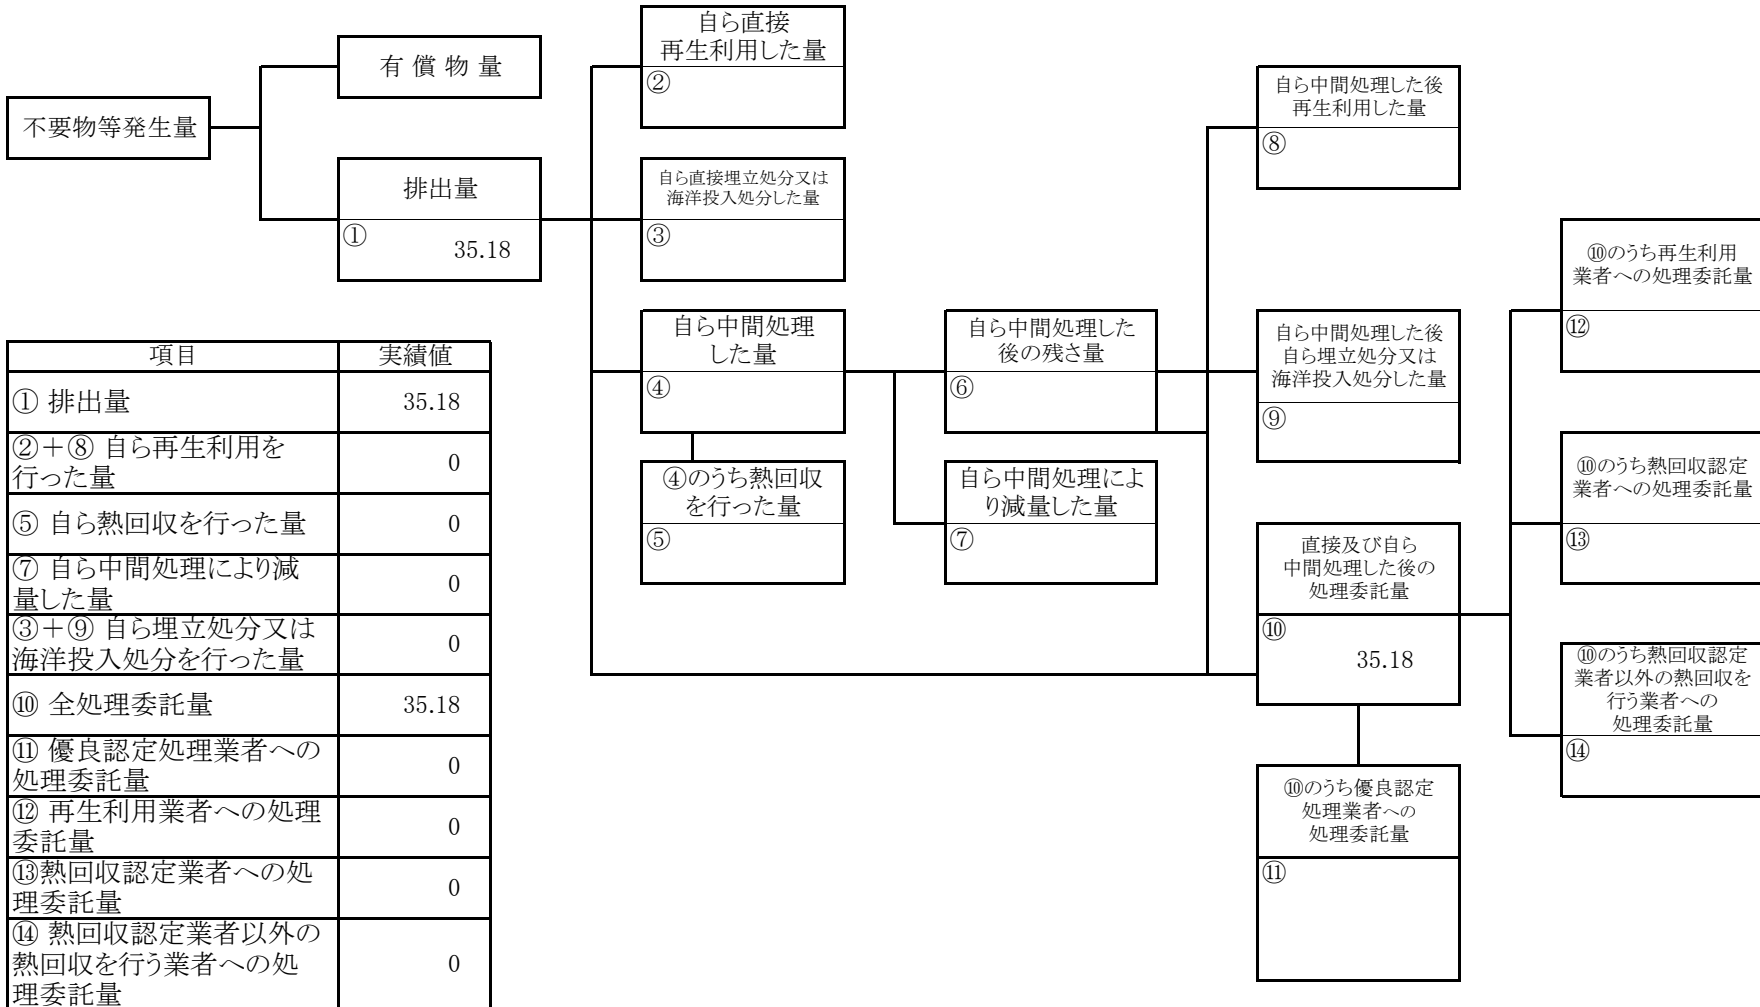 自ら直接
再生利用した量
②
有 償 物 量
不要物等発生量
排出量
①
35.18
自ら直接埋立処分又は
海洋投入処分した量
③
自ら中間処理した後
再生利用した量
⑧
⑩のうち再生利用
業者への処理委託量
⑫
自ら中間処理
した量
④
自ら中間処理した
後の残さ量
⑥
自ら中間処理した後
自ら埋立処分又は
海洋投入処分した量
⑨
④のうち熱回収
を行った量
⑤
自ら中間処理によ
り減量した量
⑦
⑩のうち熱回収認定
業者への処理委託量
⑬
直接及び自ら
中間処理した後の
処理委託量
⑩
35.18
⑩のうち熱回収認定
業者以外の熱回収を
行う業者への
処理委託量
⑭
⑩のうち優良認定
処理業者への
処理委託量
⑪
項目 実績値
① 排出量 35.18
②＋⑧ 自ら再生利用を
行った量 0
⑤ 自ら熱回収を行った量 0
⑦ 自ら中間処理により減
量した量 0
③＋⑨ 自ら埋立処分又は
海洋投入処分を行った量 0
⑩ 全処理委託量 35.18
⑪ 優良認定処理業者への
処理委託量 0
⑫ 再生利用業者への処理
委託量 0
⑬熱回収認定業者への処
理委託量 0
⑭ 熱回収認定業者以外の
熱回収を行う業者への処 0
理委託量